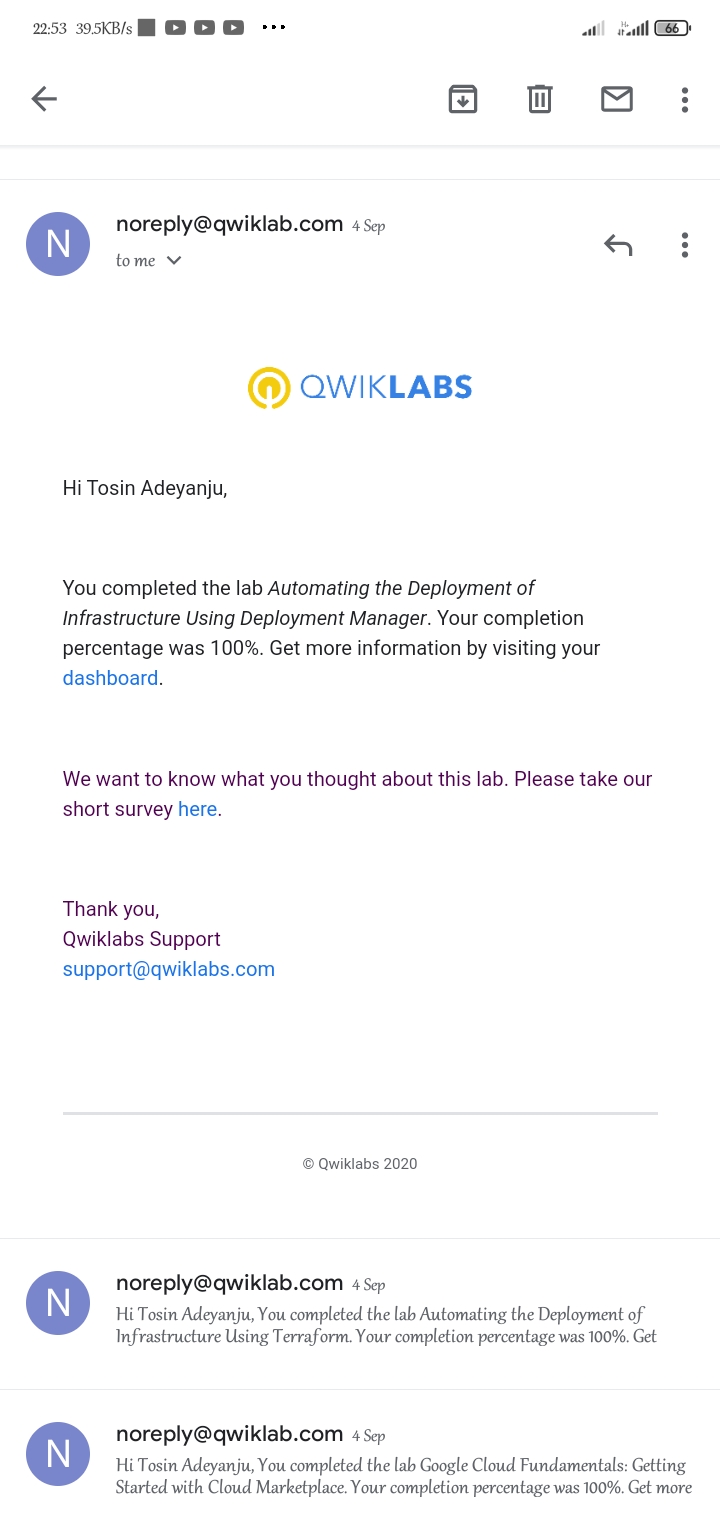 22:53 39.5KB/s
H+
66
N
noreply@qwiklab.com 4 Sep
to me
QWIKLABS
Hi Tosin Adeyanju,
You completed the lab Automating the Deployment of
Infrastructure Using Deployment Manager. Your completion
percentage was 100%. Get more information by visiting your
dashboard.
We want to know what you thought about this lab. Please take our
short survey here.
Thank you,
Qwiklabs Support
support@qwiklabs.com
© Qwiklabs 2020
N
noreply@qwiklab.com 4 Sep
Hi Tosin Adeyanju, You completed the lab Automating the Deployment of
Infrastructure Using Terraform. Your completion percentage was 100%. Get
N
noreply@qwiklab.com 4 Sep
Hi Tosin Adeyanju, You completed the lab Google Cloud Fundamentals: Getting
Started with Cloud Marketplace. Your completion percentage was 100%. Get more